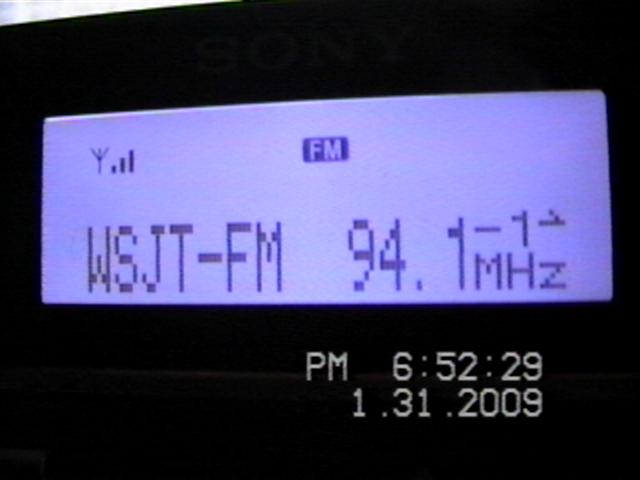 SONY
FM
WSJT-FM 94.1 -1
MHz
PM 6:52:29
1.31.2009